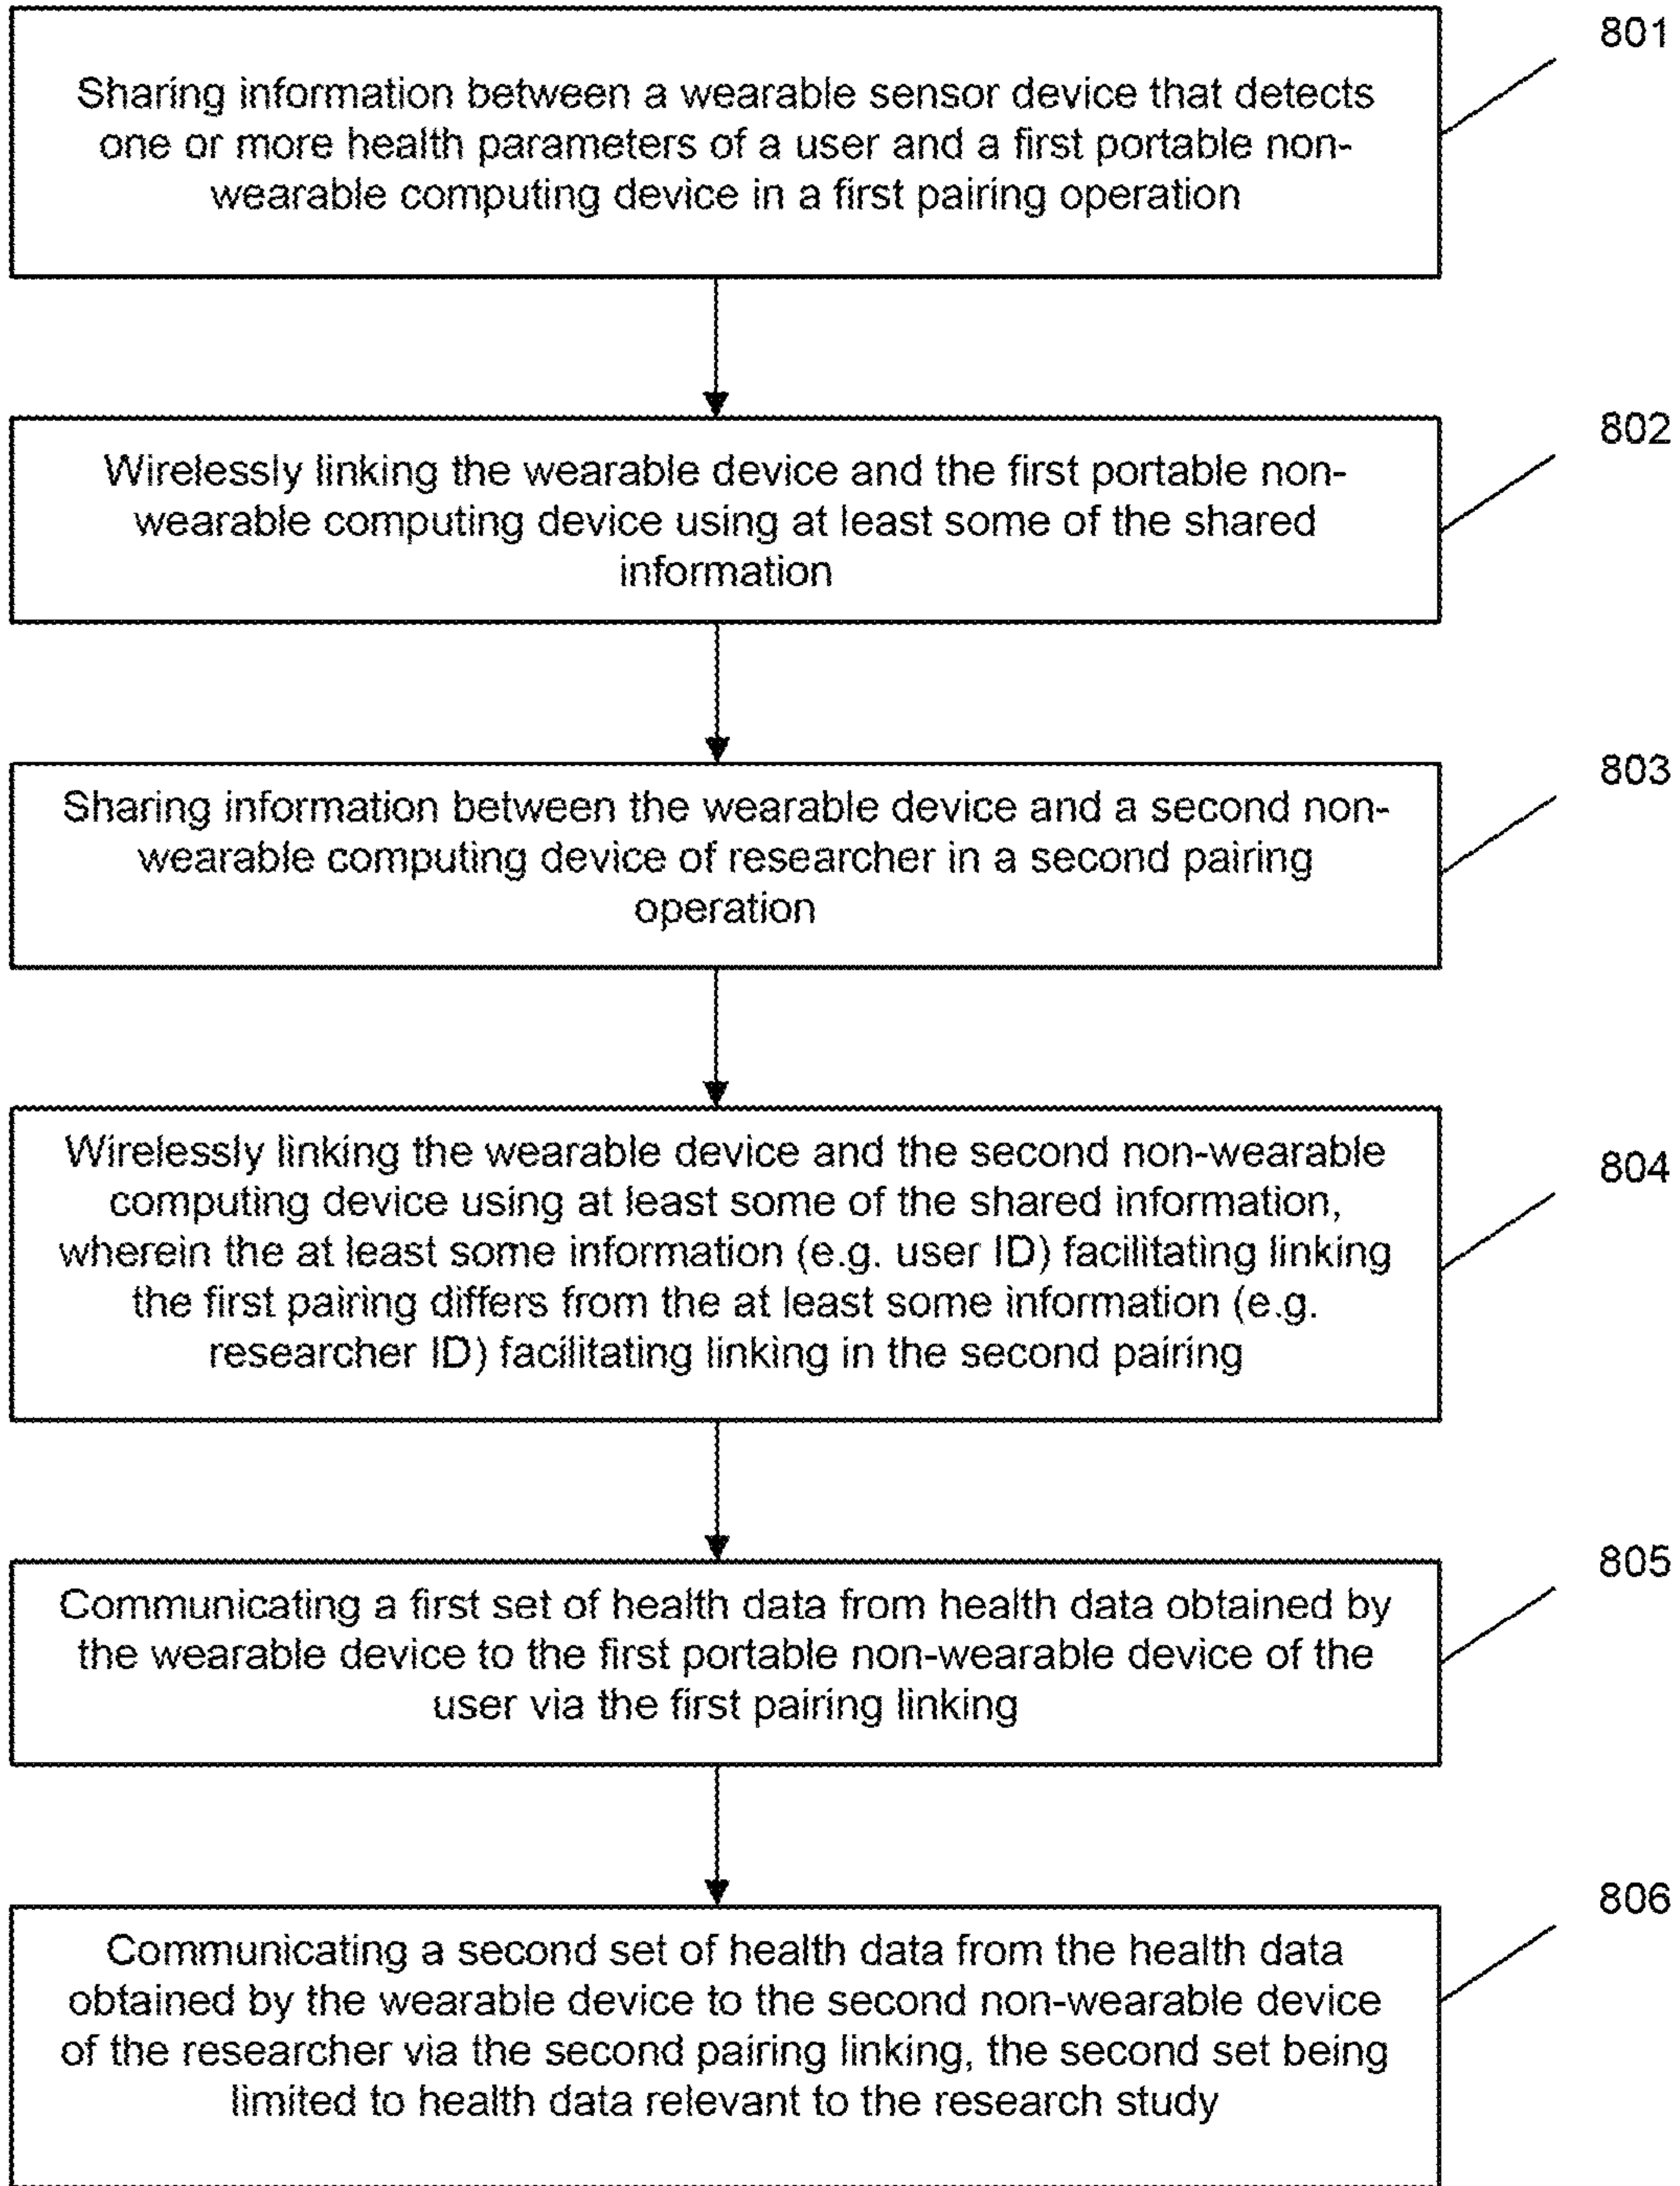 801
Sharing information between a wearable sensor device that detects
one or more health parameters of a user and a first portable non-
wearable computing device in a first pairing operation
802
Wirelessly linking the wearable device and the first portable non-
wearable computing device using at least some of the shared
information
803
Sharing information between the wearable device and a second non-
wearable computing device of researcher in a second pairing
operation
804
Wirelessly linking the wearable device and the second non-wearable
computing device using at least some of the shared information,
wherein the at least some information (e.g. user ID) facilitating linking
the first pairing differs from the at least some information (e.g.
researcher ID) facilitating linking in the second pairing
805
Communicating a first set of health data from health data obtained by
the wearable device to the first portable non-wearable device of the
user via the first pairing linking
806
Communicating a second set of health data from the health data
obtained by the wearable device to the second non-wearable device
of the researcher via the second pairing linking, the second set being
limited to health data relevant to the research study